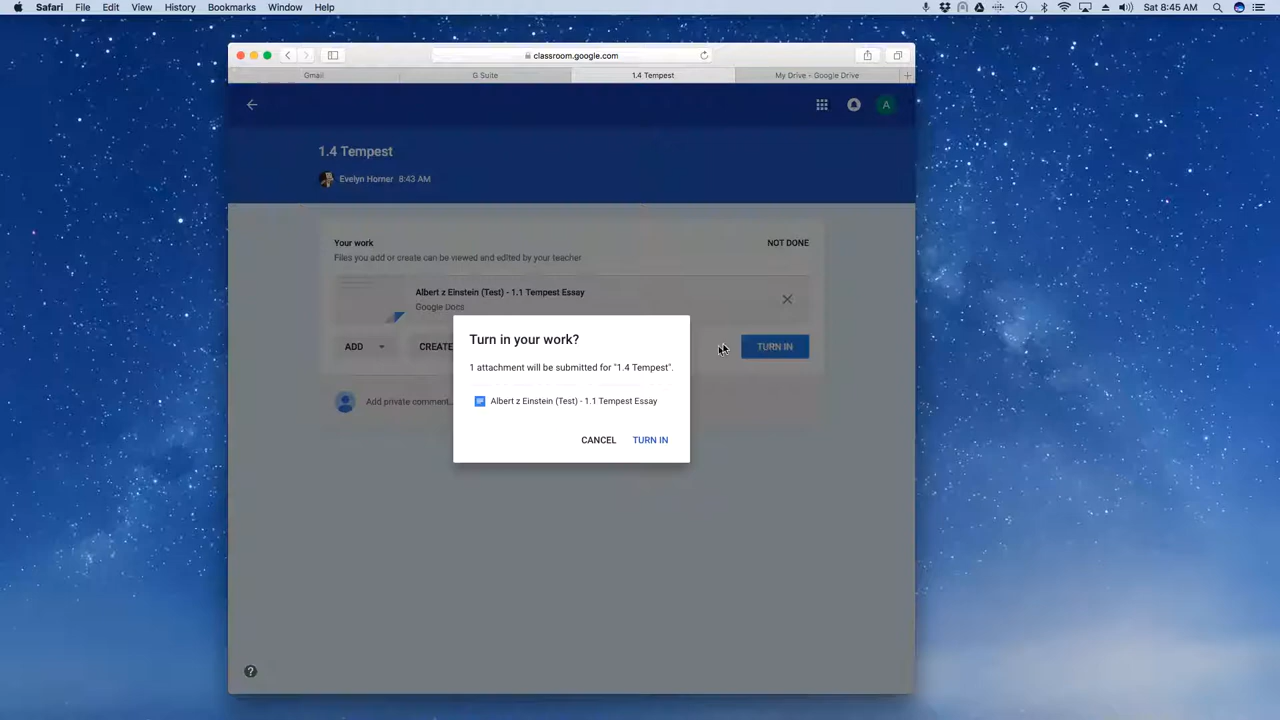 Safari File Edit View History Bookmarks Window Help Sat 8:45 AM
classroom.google.com
Gmail G Suite 1.4 Tempest My Drive - Google Drive +
A
1.4 Tempest
Evelyn Horner 8:43 AM
Your work NOT DONE
Files you add or create can be viewed and edited by your teacher
Albert z Einstein (Test) - 1.1 Tempest Essay
Google Docs
ADD CREATE TURN IN
Add private comment...
Turn in your work?
1 attachment will be submitted for "1.4 Tempest".
Albert z Einstein (Test) - 1.1 Tempest Essay
CANCEL TURN IN
?